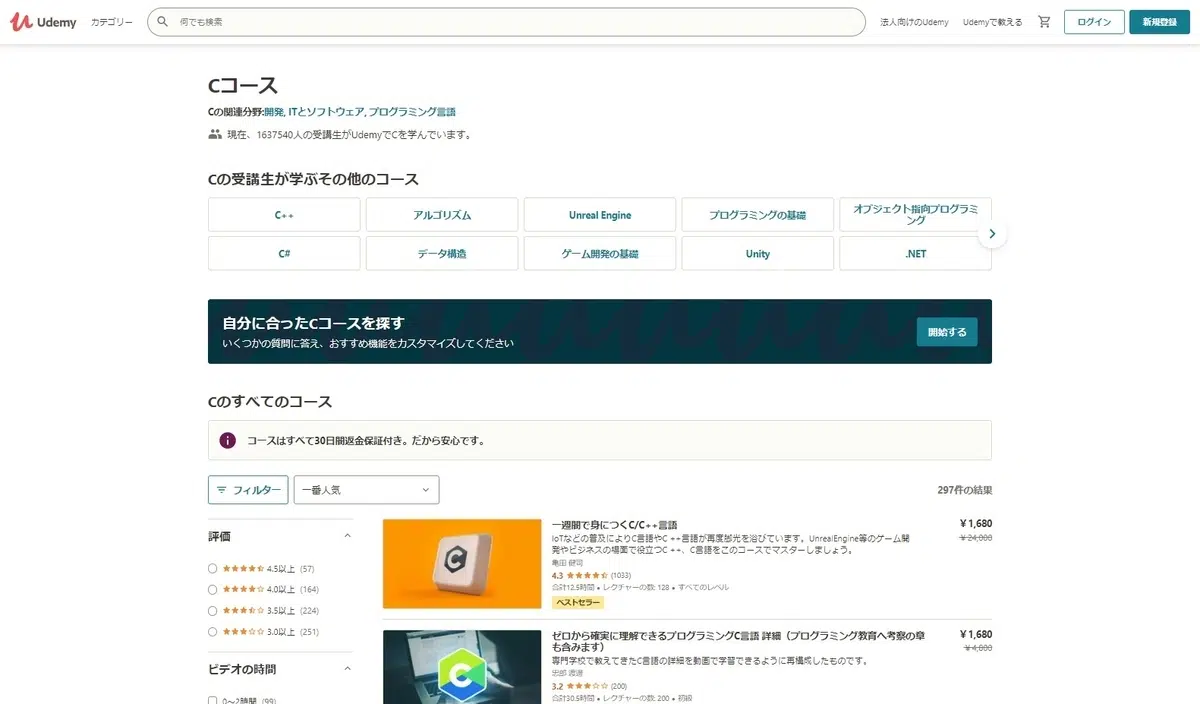 Udemy
カテゴリー
何でも検索
法人向けのUdemy
Udemyで教える
ログイン
新規登録
Cコース
Cの関連分野:開発, ITとソフトウェア, プログラミング言語
現在、1637540人の受講生がUdemyでCを学んでいます。
Cの受講生が学ぶその他のコース
C++
アルゴリズム
Unreal Engine
プログラミングの基礎
オブジェクト指向プログラミ
ング
C#
データ構造
ゲーム開発の基礎
Unity
.NET
自分に合ったCコースを探す
いくつかの質問に答え、おすすめ機能をカスタマイズしてください
開始する
Cのすべてのコース
コースはすべて30日間返金保証付き。だから安心です。
フィルター
一番人気
297件の結果
評価
4.5以上 (57)
4.0以上 (164)
3.5以上 (224)
3.0以上 (251)
ビデオの時間
0～2時間 (99)
一週間で身につくC/C++言語
IoTなどの普及によりC言語やC ++言語が再度脚光を浴びています。UnrealEngine等のゲーム開
発やビジネスの場面で役立つC ++、C言語をこのコースでマスターしましょう。
亀田 健司
4.3 (1033)
合計12.5時間 • レクチャーの数: 128 • すべてのレベル
ベストセラー
¥1,680
¥24,000
ゼロから確実に理解できるプログラミングC言語 詳細（プログラミング教育へ考察の章
も含みます）
専門学校で教えてきたC言語の詳細を動画で学習できるように再構成したものです。
忠郎 渡邉
3.2 (200)
合計30.5時間 • レクチャーの数: 200 • 初級
¥1,680
¥4,800